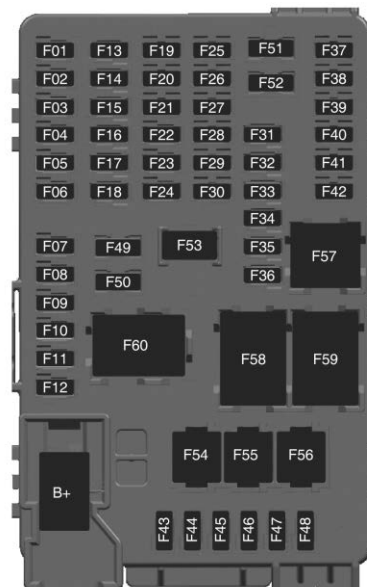 F01 F13 F19 F25 F51 F37
F02 F14 F20 F26 F52 F38
F03 F15 F21 F27 F39
F04 F16 F22 F28 F31 F40
F05 F17 F23 F29 F32 F41
F06 F18 F24 F30 F33 F42
F34
F07 F49 F53 F35 F57
F08 F50 F36
F09
F10 F60 F58 F59
F11
F12
F54 F55 F56
B+
F43 F44 F45 F46 F47 F48